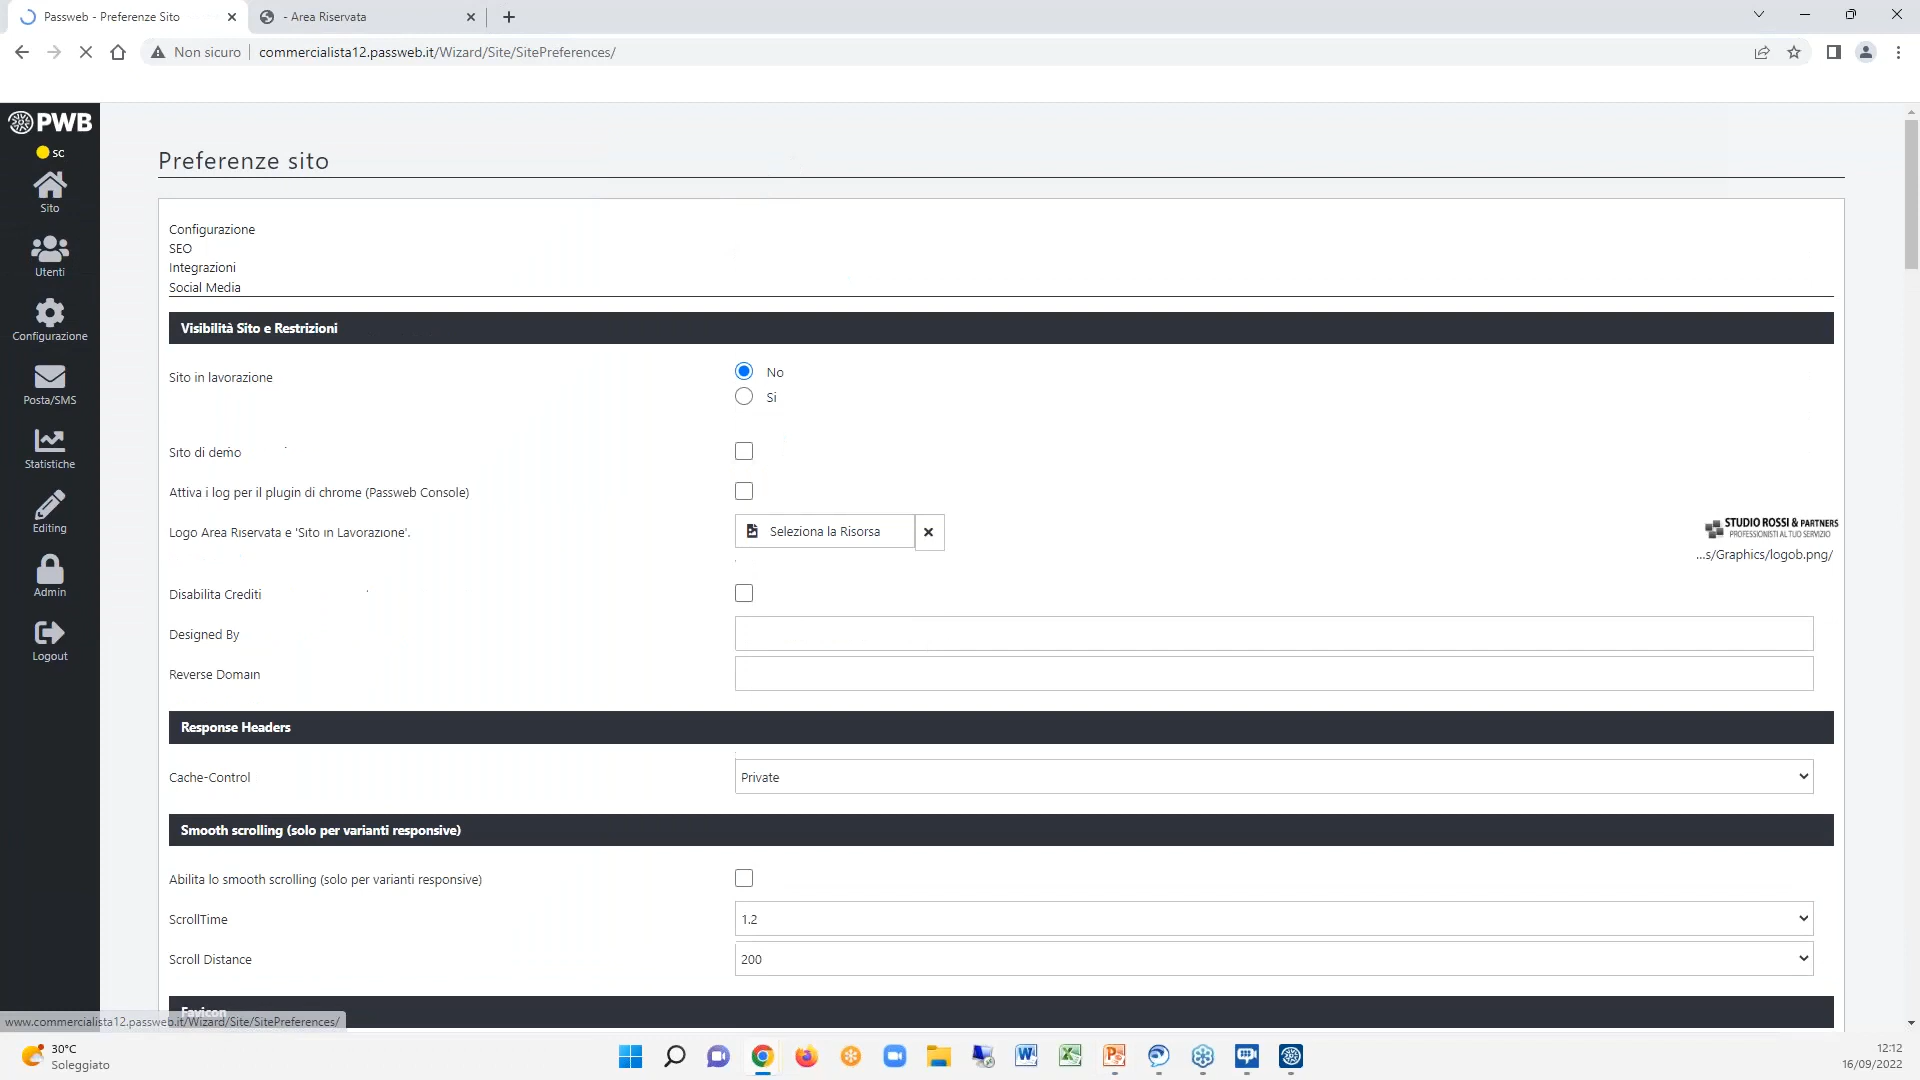 Passweb - Preferenze Sito
- Area Riservata
Non sicuro
commercialista12.passweb.it/Wizard/Site/SitePreferences/
PWB
SC
Sito
Utenti
Configurazione
Posta/SMS
Statistiche
Editing
Admin
Logout
Preferenze sito
Configurazione
SEO
Integrazioni
Social Media
Visibilità Sito e Restrizioni
Sito in lavorazione
No
Si
Sito di demo
Attiva i log per il plugin di chrome (Passweb Console)
Logo Area Riservata e 'Sito in Lavorazione'.
Seleziona la Risorsa
STUDIO ROSSI & PARTNERS
PROFESSIONISTI AL TUO SERVIZIO
...s/Graphics/logob.png/
Disabilita Crediti
Designed By
Reverse Domain
Response Headers
Cache-Control
Private
Smooth scrolling (solo per varianti responsive)
Abilita lo smooth scrolling (solo per varianti responsive)
ScrollTime
1.2
Scroll Distance
200
Favicon
www.commercialista12.passweb.it/Wizard/Site/SitePreferences/
30°C
Soleggiato
12:12
16/09/2022